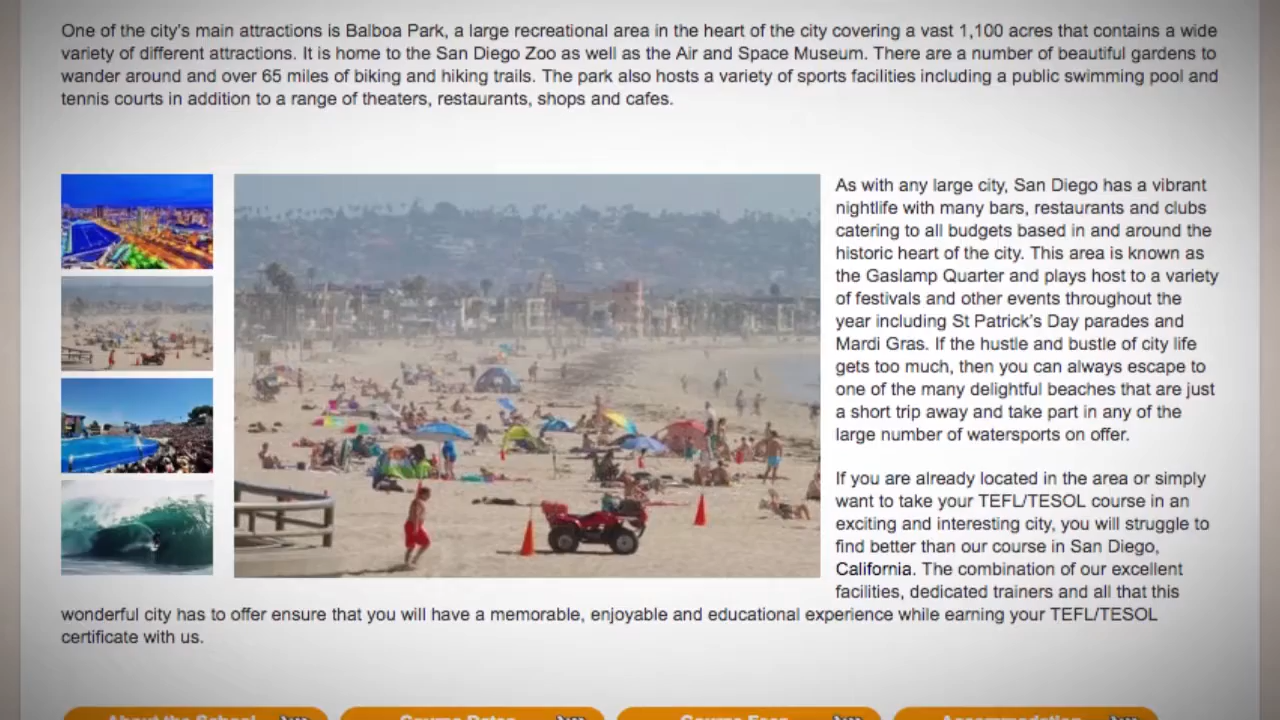 One of the city's main attractions is Balboa Park, a large recreational area in the heart of the city covering a vast 1,100 acres that contains a wide
variety of different attractions. It is home to the San Diego Zoo as well as the Air and Space Museum. There are a number of beautiful gardens to
wander around and over 65 miles of biking and hiking trails. The park also hosts a variety of sports facilities including a public swimming pool and
tennis courts in addition to a range of theaters, restaurants, shops and cafes.
As with any large city, San Diego has a vibrant
nightlife with many bars, restaurants and clubs
catering to all budgets based in and around the
historic heart of the city. This area is known as
the Gaslamp Quarter and plays host to a variety
of festivals and other events throughout the
year including St Patrick's Day parades and
Mardi Gras. If the hustle and bustle of city life
gets too much, then you can always escape to
one of the many delightful beaches that are just
a short trip away and take part in any of the
large number of watersports on offer.
If you are already located in the area or simply
want to take your TEFL/TESOL course in an
exciting and interesting city, you will struggle to
find better than our course in San Diego,
California. The combination of our excellent
facilities, dedicated trainers and all that this
wonderful city has to offer ensure that you will have a memorable, enjoyable and educational experience while earning your TEFL/TESOL
certificate with us.
About the School
Course Dates
Course Fees
Accommodation